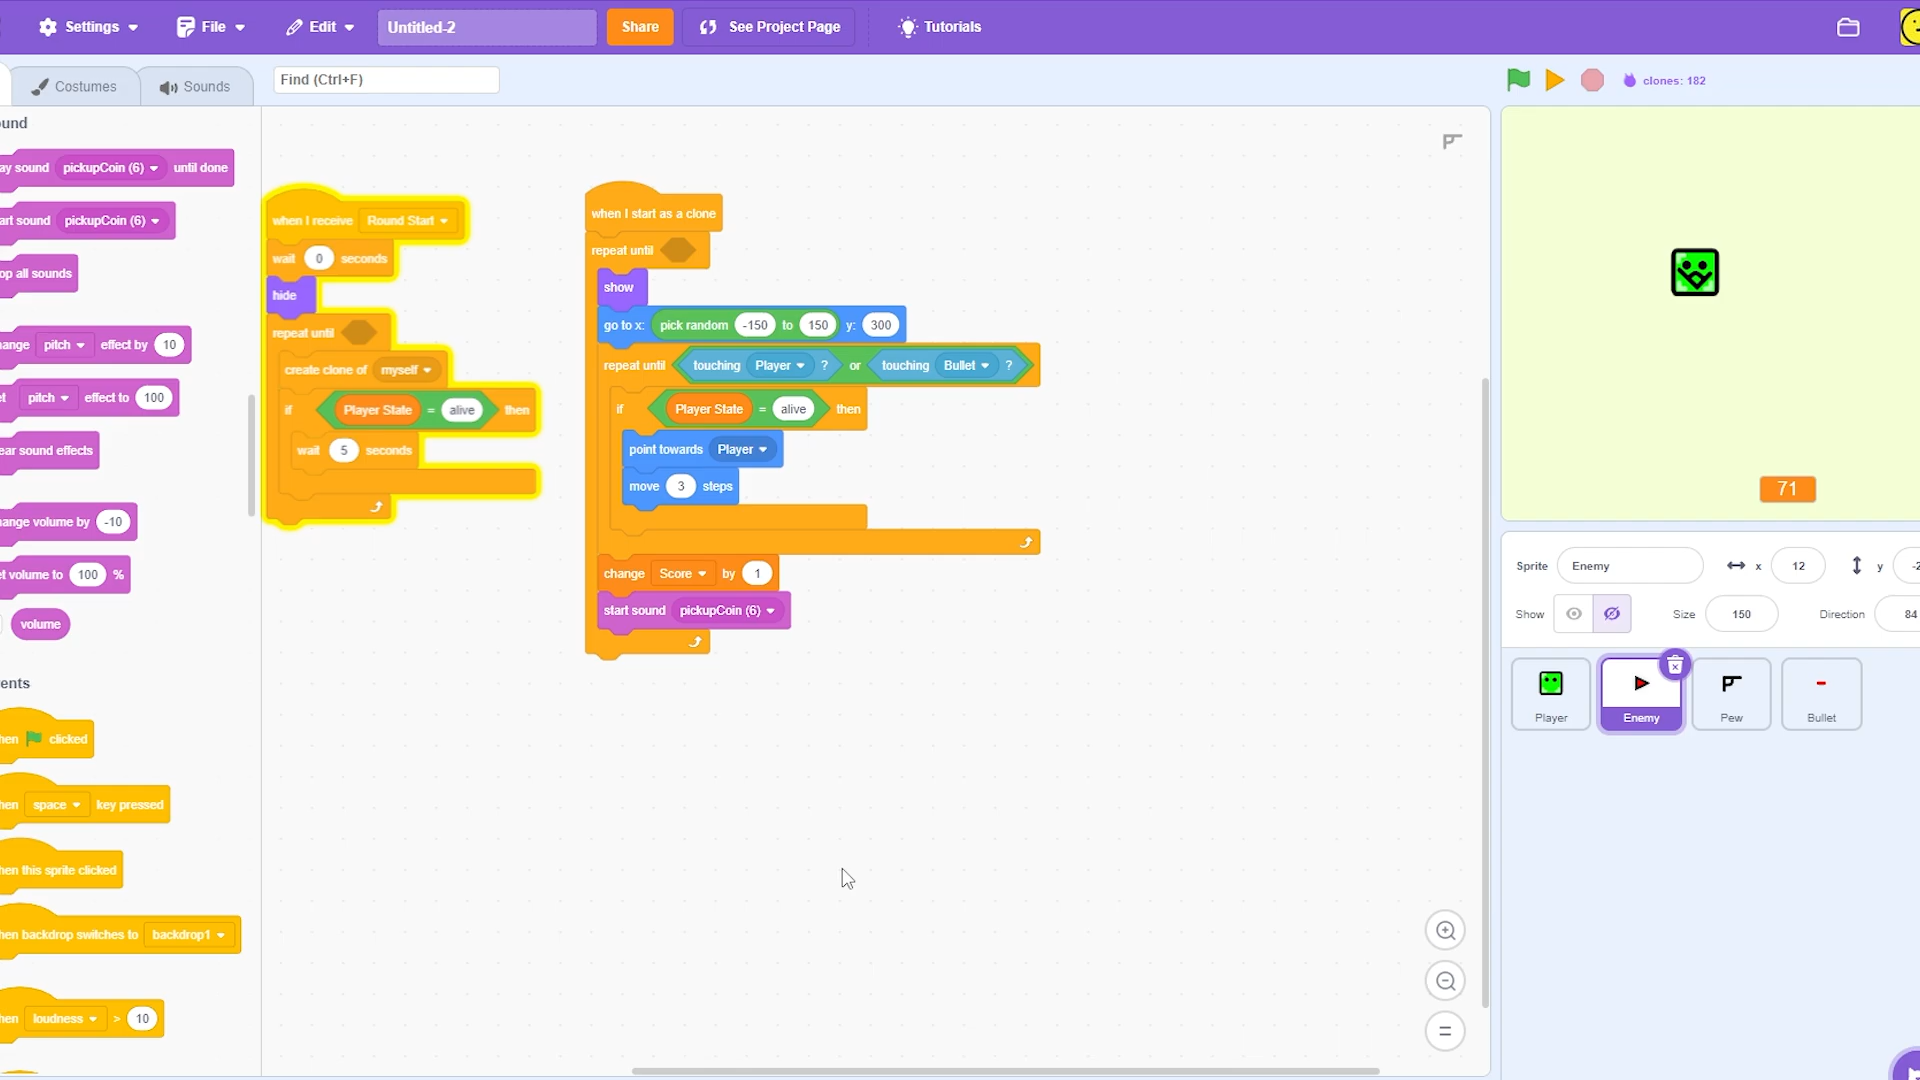 Settings File Edit Untitled-2 Share See Project Page Tutorials
Costumes Sounds Find (Ctrl+F) clones: 182
und
ay sound pickupCoin (6) until done
art sound pickupCoin (6)
op all sounds
ange pitch effect by 10
et pitch effect to 100
ear sound effects
ange volume by -10
et volume to 100 %
volume
ents
hen clicked
hen space key pressed
hen this sprite clicked
hen backdrop switches to backdrop1
hen loudness > 10
when I receive Round Start
wait 0 seconds
hide
repeat until
create clone of myself
if Player State = alive then
wait 5 seconds
when I start as a clone
repeat until
show
go to x: pick random -150 to 150 y: 300
repeat until touching Player ? or touching Bullet ?
if Player State = alive then
point towards Player
move 3 steps
change Score by 1
start sound pickupCoin (6)
71
Sprite Enemy x 12 y -2
Show Size 150 Direction 84
Player Enemy Pew Bullet